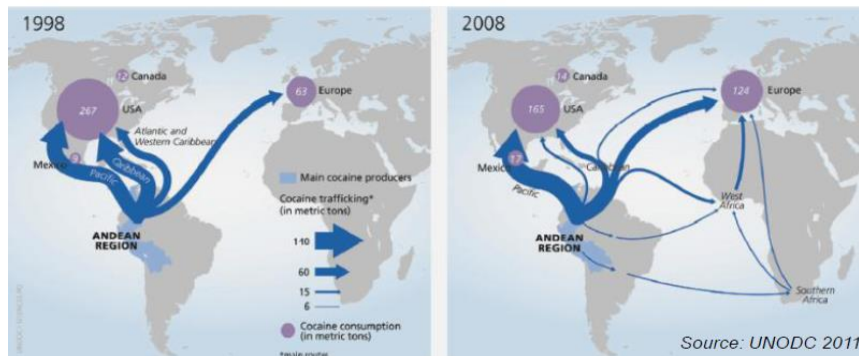 1998
12
Canada
267
USA
63
Europe
Atlantic and
Western Caribbean
Mexico
Caribbean
Pacific
Main cocaine producers
Cocaine trafficking*
(in metric tons)
ANDEAN
REGION
140
60
15
6
Cocaine consumption
(in metric tons)
2008
14
Canada
165
USA
124
Europe
Mexico
17
Caribbean
Pacific
West
Africa
ANDEAN
REGION
Southern
Africa
Source: UNODC 2011